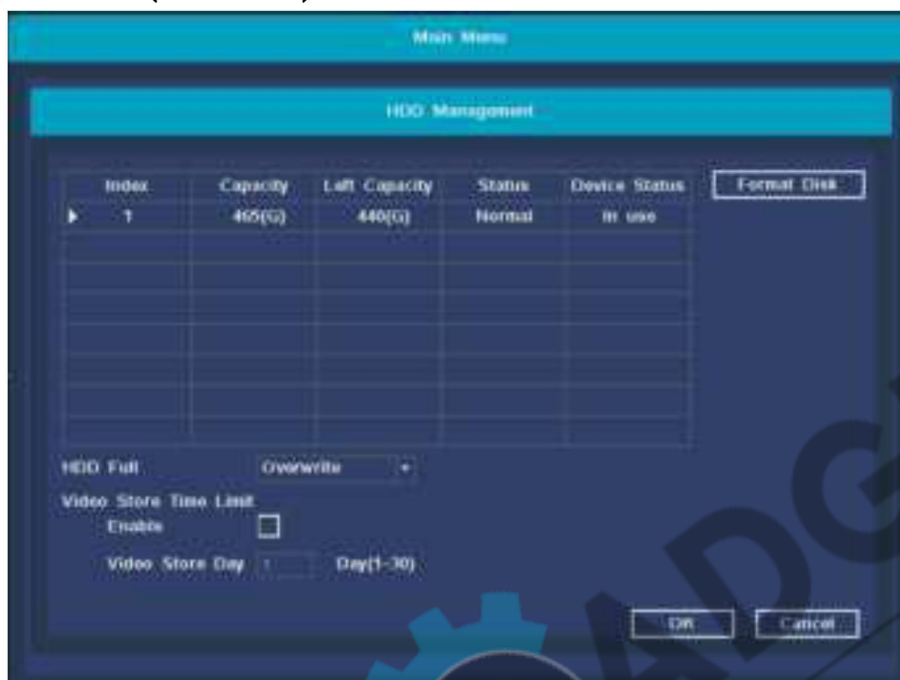 Main Menu
HDD Management
Index Capacity Left Capacity Status Device Status Format Disk
1 465(G) 440(G) Normal In use
HDD Full Overwrite
Video Store Time Limit
Enable
Video Store Day 1 Day(1-30)
OK Cancel